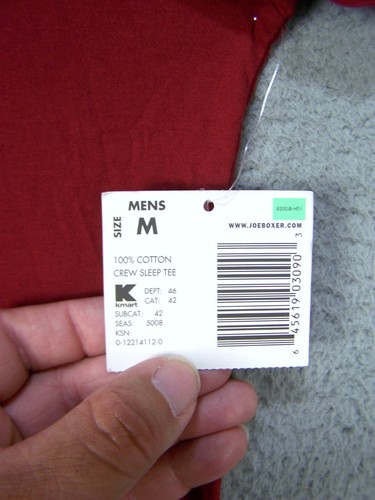 MENS
SIZE M
WWW.JOEBOXER.COM
100% COTTON
CREW SLEEP TEE
K
kmart
DEPT: 46
CAT: 42
SUBCAT: 42
SEAS: 5008
KSN:
0-12214112-0
6 45619 03090 3